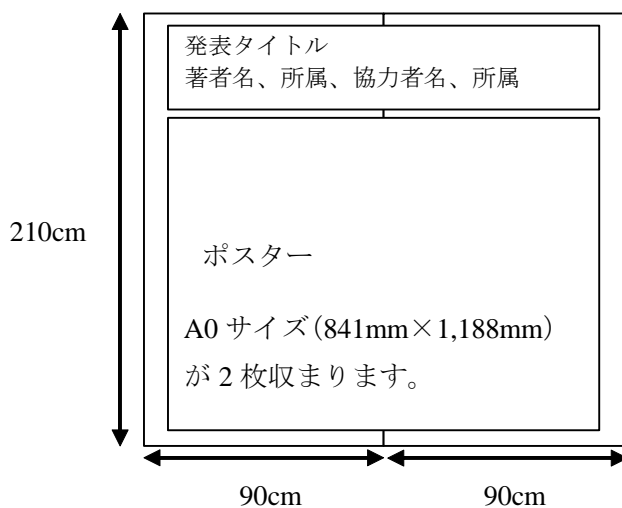 発表タイトル
著者名、所属、協力者名、所属
210cm
ポスター
A0 サイズ(841mm×1,188mm)
が 2 枚収まります。
90cm
90cm